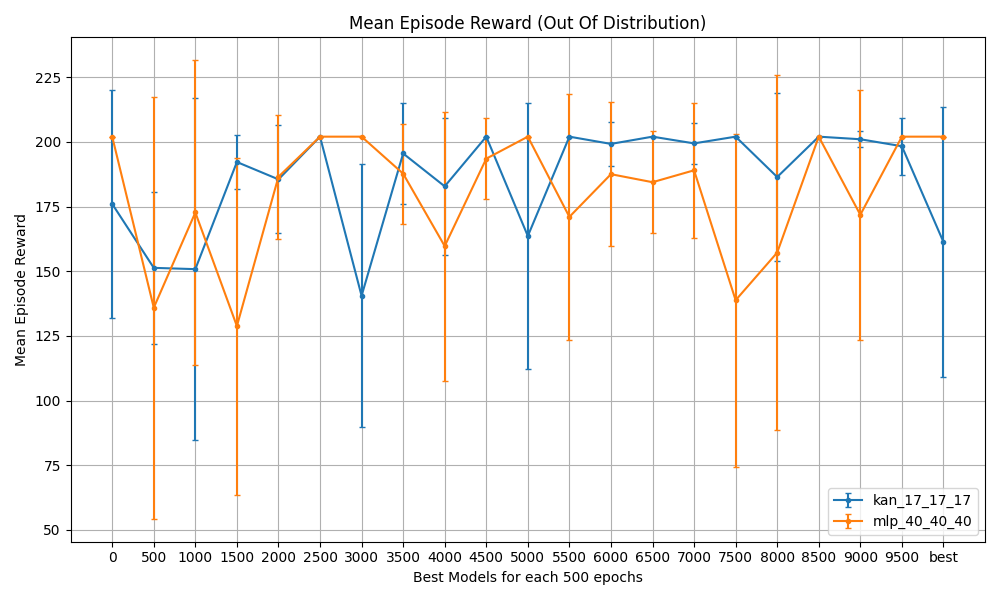 Mean Episode Reward (Out Of Distribution)
Mean Episode Reward
225
200
175
150
125
100
75
50
kan_17_17_17
mlp_40_40_40
0 500 1000 1500 2000 2500 3000 3500 4000 4500 5000 5500 6000 6500 7000 7500 8000 8500 9000 9500 best
Best Models for each 500 epochs